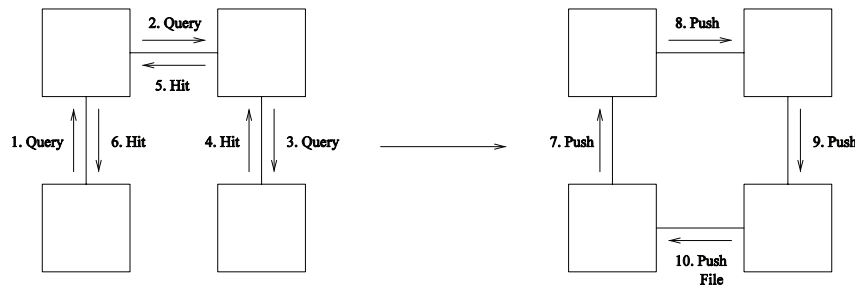 2. Query
5. Hit
1. Query
6. Hit
4. Hit
3. Query
8. Push
7. Push
9. Push
10. Push
File